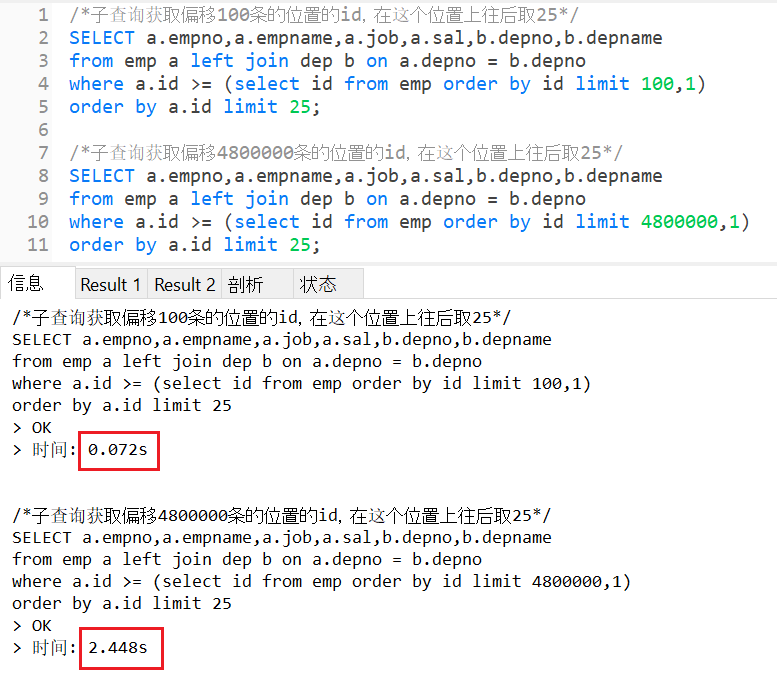 1 /*子查询获取偏移100条的位置的id, 在这个位置上往后取25*/
2 SELECT a.empno,a.empname,a.job,a.sal,b.depno,b.depname
3 from emp a left join dep b on a.depno = b.depno
4 where a.id >= (select id from emp order by id limit 100,1)
5 order by a.id limit 25;
6
7 /*子查询获取偏移4800000条的位置的id, 在这个位置上往后取25*/
8 SELECT a.empno,a.empname,a.job,a.sal,b.depno,b.depname
9 from emp a left join dep b on a.depno = b.depno
10 where a.id >= (select id from emp order by id limit 4800000,1)
11 order by a.id limit 25;
信息 Result 1 Result 2 剖析 状态
/*子查询获取偏移100条的位置的id, 在这个位置上往后取25*/
SELECT a.empno,a.empname,a.job,a.sal,b.depno,b.depname
from emp a left join dep b on a.depno = b.depno
where a.id >= (select id from emp order by id limit 100,1)
order by a.id limit 25
> OK
> 时间: 0.072s
/*子查询获取偏移4800000条的位置的id, 在这个位置上往后取25*/
SELECT a.empno,a.empname,a.job,a.sal,b.depno,b.depname
from emp a left join dep b on a.depno = b.depno
where a.id >= (select id from emp order by id limit 4800000,1)
order by a.id limit 25
> OK
> 时间: 2.448s